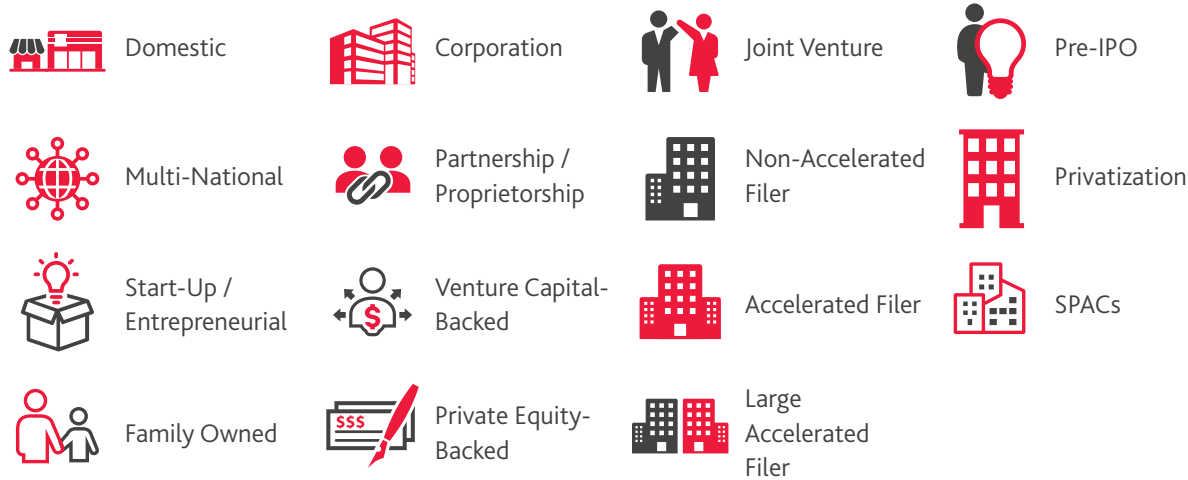 Domestic
Corporation
Joint Venture
Pre-IPO
Multi-National
Partnership /
Proprietorship
Non-Accelerated
Filer
Privatization
Start-Up /
Entrepreneurial
$
Venture Capital-
Backed
Accelerated Filer
SPACs
Family Owned
$$$
Private Equity-
Backed
Large
Accelerated
Filer